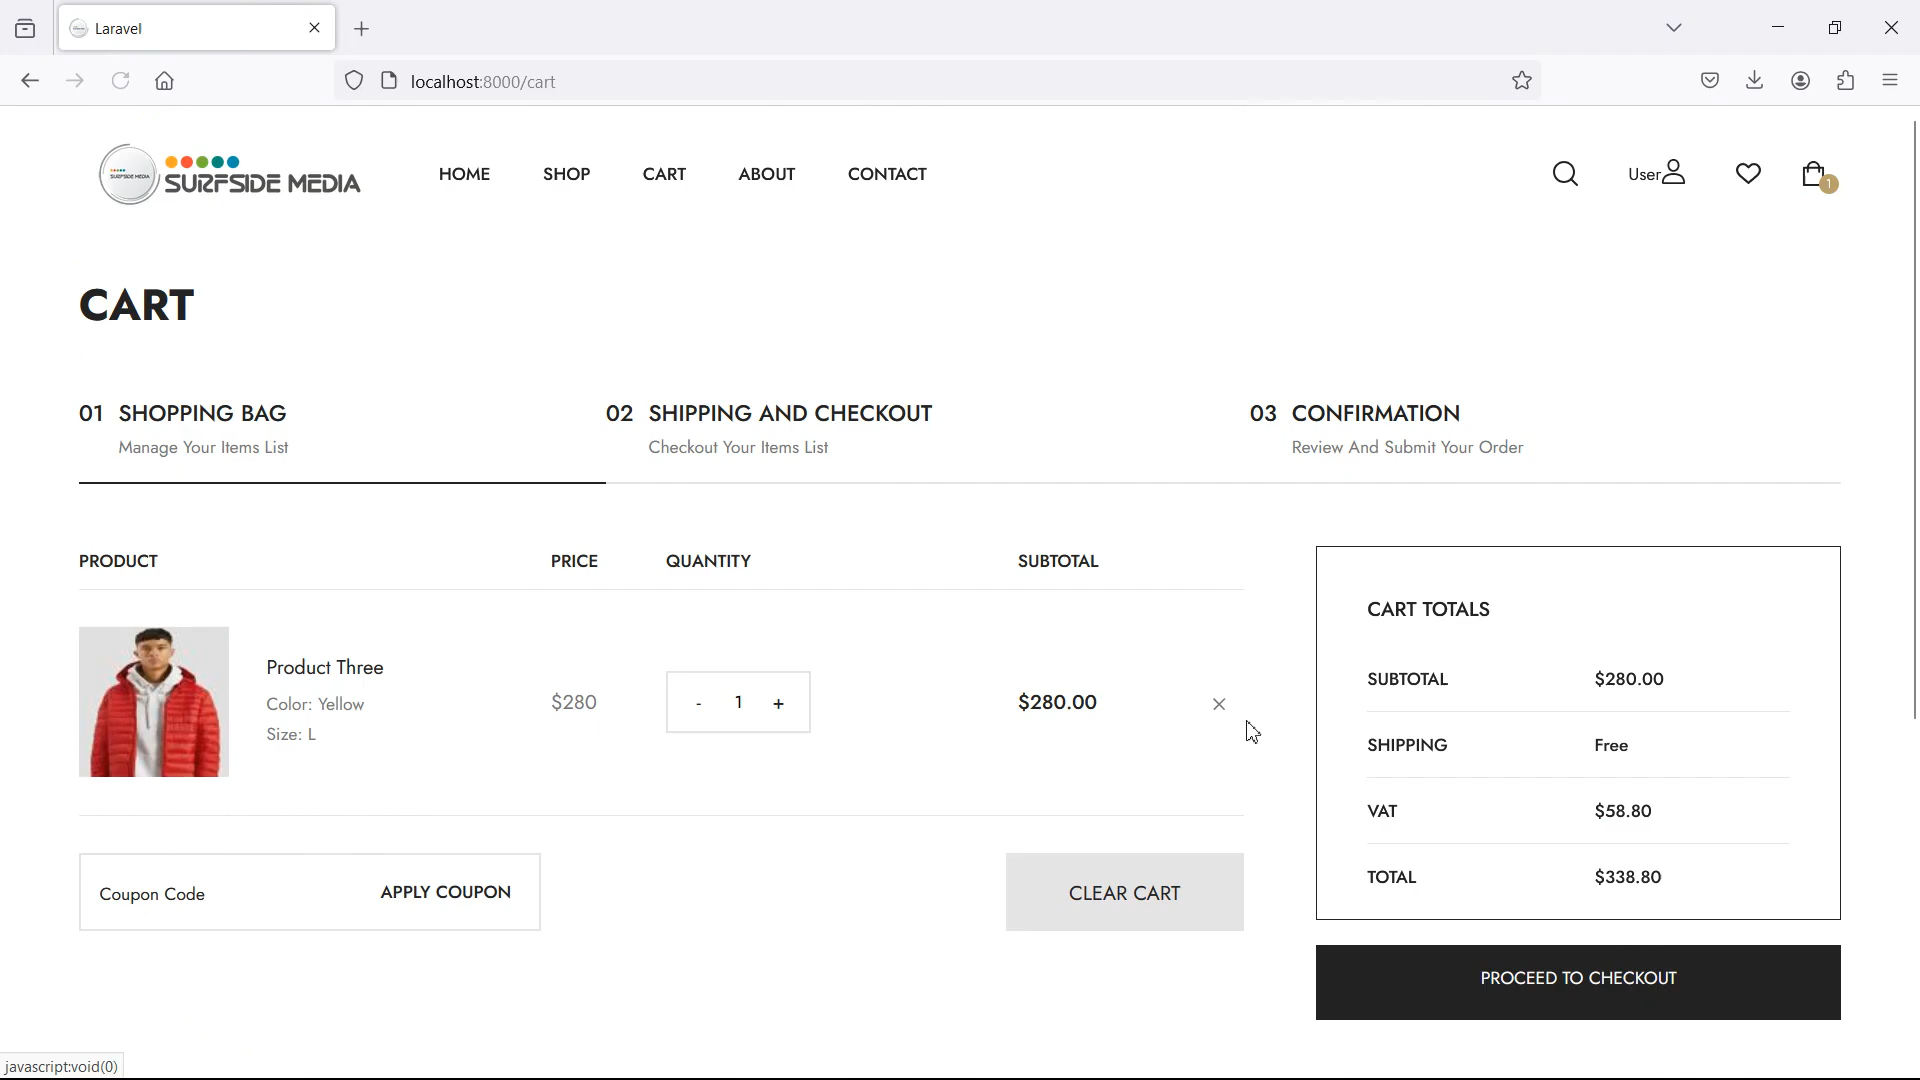 Laravel
localhost:8000/cart
SURFSIDE MEDIA
SURFSIDE MEDIA
HOME
SHOP
CART
ABOUT
CONTACT
User
1
CART
01 SHOPPING BAG
Manage Your Items List
02 SHIPPING AND CHECKOUT
Checkout Your Items List
03 CONFIRMATION
Review And Submit Your Order
PRODUCT PRICE QUANTITY SUBTOTAL
Product Three
Color: Yellow
Size: L
$280
- 1 +
$280.00
Coupon Code
APPLY COUPON
CLEAR CART
CART TOTALS
SUBTOTAL $280.00
SHIPPING Free
VAT $58.80
TOTAL $338.80
PROCEED TO CHECKOUT
javascript:void(0)